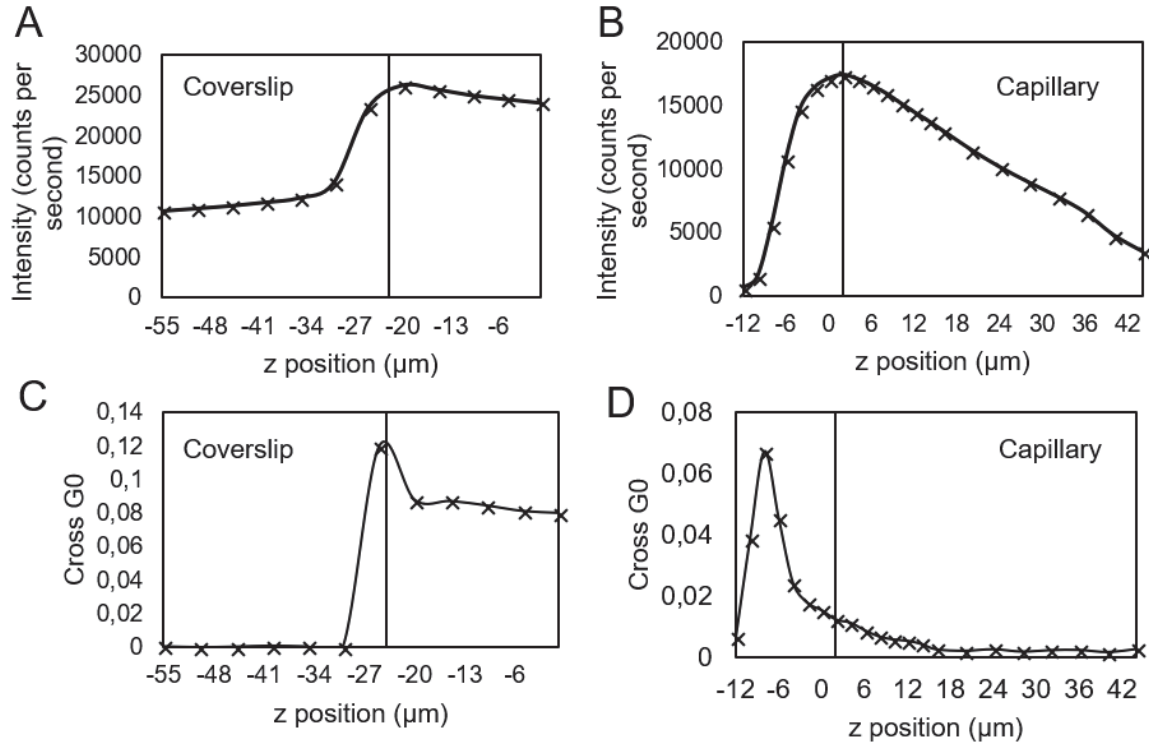 A
Intensity (counts per
second)
30000
25000
20000
15000
10000
5000
0
Coverslip
-55 -48 -41 -34 -27 -20 -13 -6
z position (µm)
B
Intensity (counts per
second)
20000
15000
10000
5000
0
Capillary
-12 -6 0 6 12 18 24 30 36 42
z position (µm)
C
Cross G0
0,14
0,12
0,1
0,08
0,06
0,04
0,02
0
Coverslip
-55 -48 -41 -34 -27 -20 -13 -6
z position (µm)
D
Cross G0
0,08
0,06
0,04
0,02
0
Capillary
-12 -6 0 6 12 18 24 30 36 42
z position (µm)